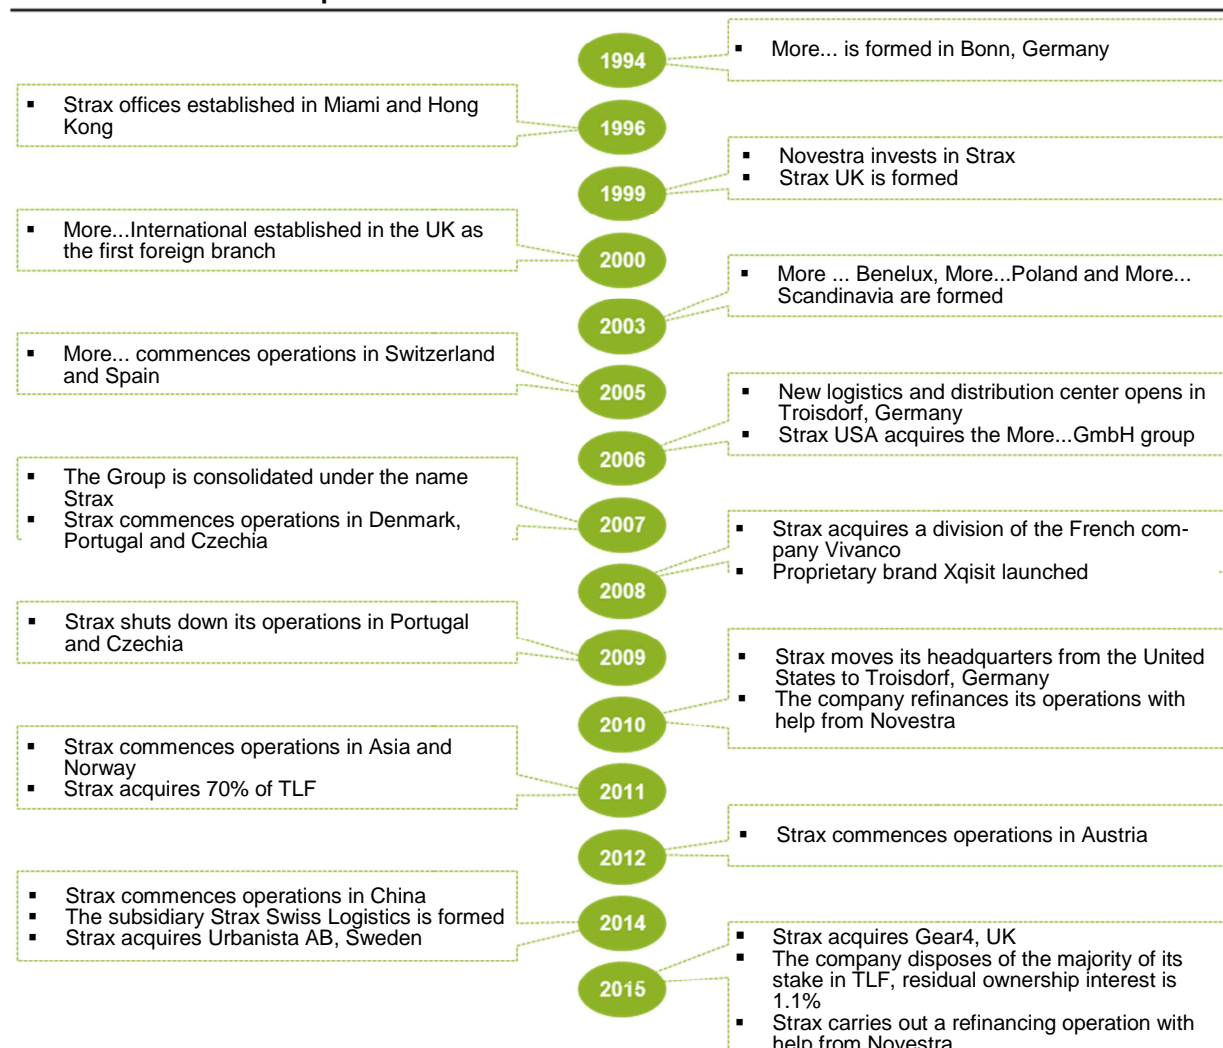 1994
▪ More... is formed in Bonn, Germany
▪ Strax offices established in Miami and Hong
Kong
1996
▪ Novestra invests in Strax
▪ Strax UK is formed
1999
▪ More...International established in the UK as
the first foreign branch
2000
▪ More ... Benelux, More...Poland and More...
Scandinavia are formed
2003
▪ More... commences operations in Switzerland
and Spain
2005
▪ New logistics and distribution center opens in
Troisdorf, Germany
▪ Strax USA acquires the More...GmbH group
2006
▪ The Group is consolidated under the name
Strax
▪ Strax commences operations in Denmark,
Portugal and Czechia
2007
▪ Strax acquires a division of the French com-
pany Vivanco
▪ Proprietary brand Xqisit launched
2008
▪ Strax shuts down its operations in Portugal
and Czechia
2009
▪ Strax moves its headquarters from the United
States to Troisdorf, Germany
▪ The company refinances its operations with
help from Novestra
2010
▪ Strax commences operations in Asia and
Norway
▪ Strax acquires 70% of TLF
2011
▪ Strax commences operations in Austria
2012
▪ Strax commences operations in China
▪ The subsidiary Strax Swiss Logistics is formed
▪ Strax acquires Urbanista AB, Sweden
2014
▪ Strax acquires Gear4, UK
▪ The company disposes of the majority of its
stake in TLF, residual ownership interest is
1.1%
▪ Strax carries out a refinancing operation with
help from Novestra
2015